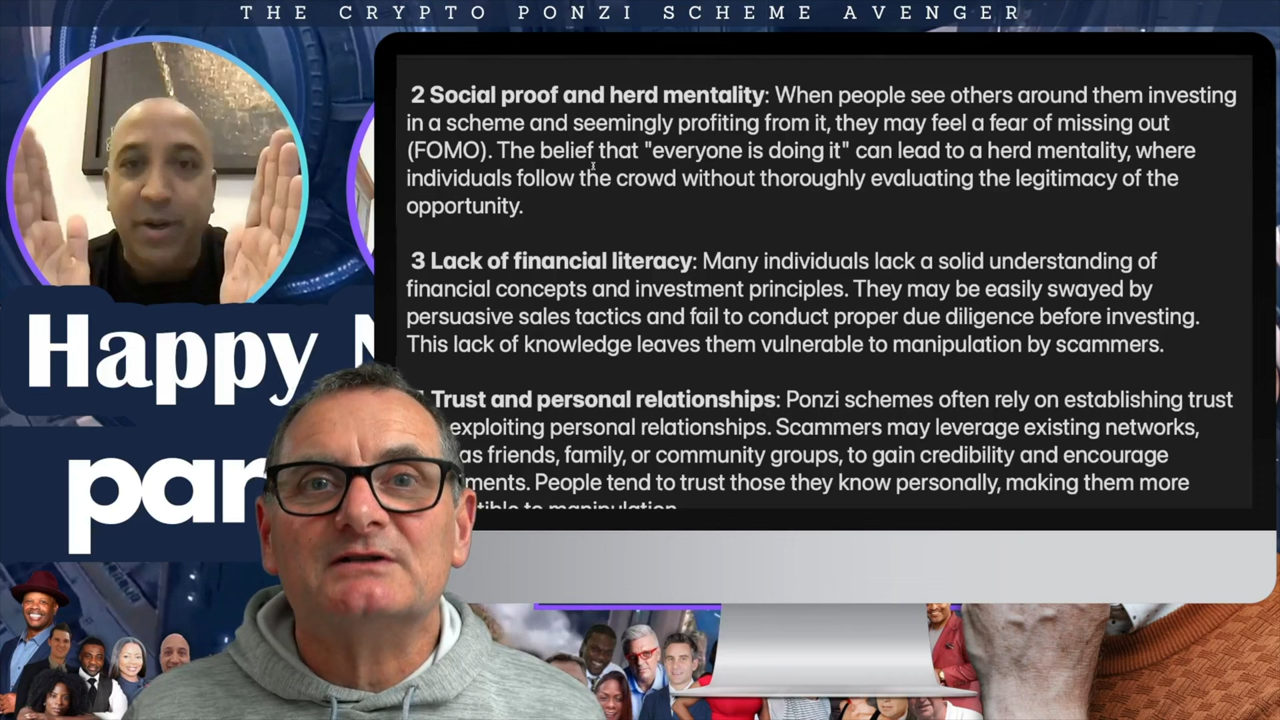 THE CRYPTO PONZI SCHEME AVENGER
2 Social proof and herd mentality: When people see others around them investing
in a scheme and seemingly profiting from it, they may feel a fear of missing out
(FOMO). The belief that "everyone is doing it" can lead to a herd mentality, where
individuals follow the crowd without thoroughly evaluating the legitimacy of the
opportunity.
3 Lack of financial literacy: Many individuals lack a solid understanding of
financial concepts and investment principles. They may be easily swayed by
persuasive sales tactics and fail to conduct proper due diligence before investing.
This lack of knowledge leaves them vulnerable to manipulation by scammers.
Trust and personal relationships: Ponzi schemes often rely on establishing trust
exploiting personal relationships. Scammers may leverage existing networks,
as friends, family, or community groups, to gain credibility and encourage
ments. People tend to trust those they know personally, making them more
tible to manipulation.
Happy
par